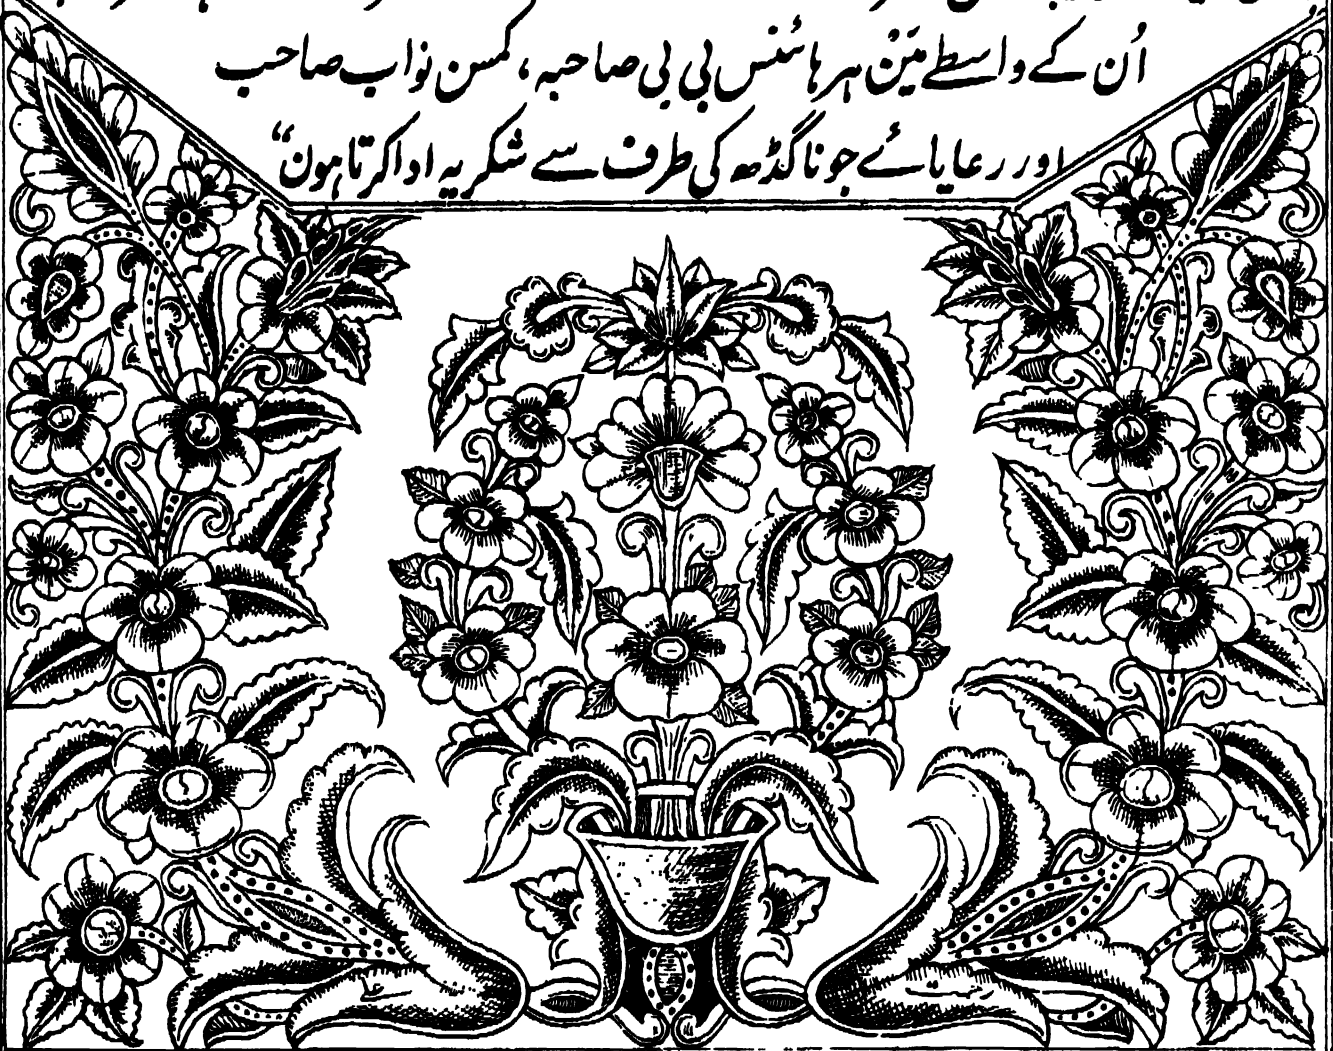 اُن کے واسطے میَن ہر ہائنس بی بی صاحبہ، کمسن نواب صاحب
اور رعایائے جوناگڈھ کی طرف سے شکریہ ادا کرتا ہون“